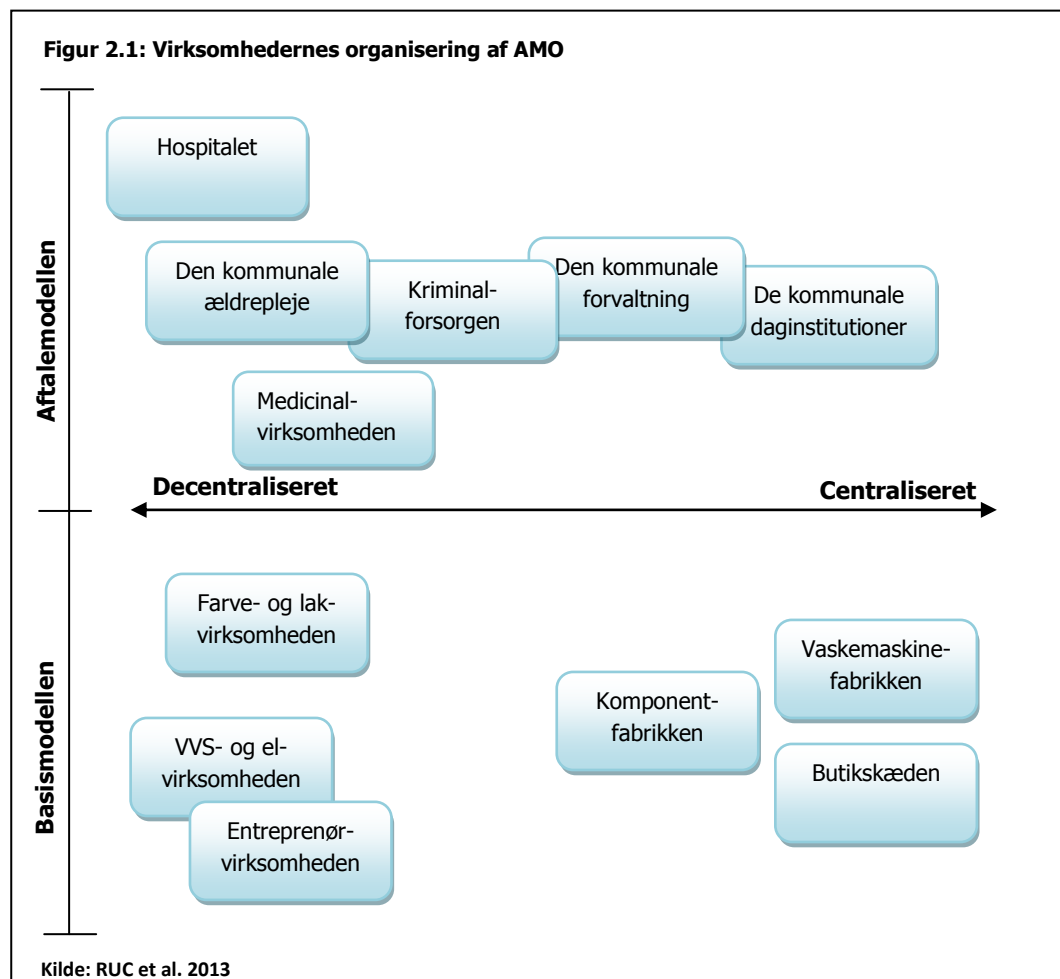 Figur 2.1: Virksomhedernes organisering af AMO
Aftalemodellen
Hospitalet
Den kommunale
ældrepleje
Kriminal-
forsorgen
Den kommunale
forvaltning
De kommunale
daginstitutioner
Medicinal-
virksomheden
Decentraliseret
Centraliseret
Basismodellen
Farve- og lak-
virksomheden
VVS- og el-
virksomheden
Entreprenør-
virksomheden
Komponent-
fabrikken
Vaskemaskine-
fabrikken
Butikskæden
Kilde: RUC et al. 2013